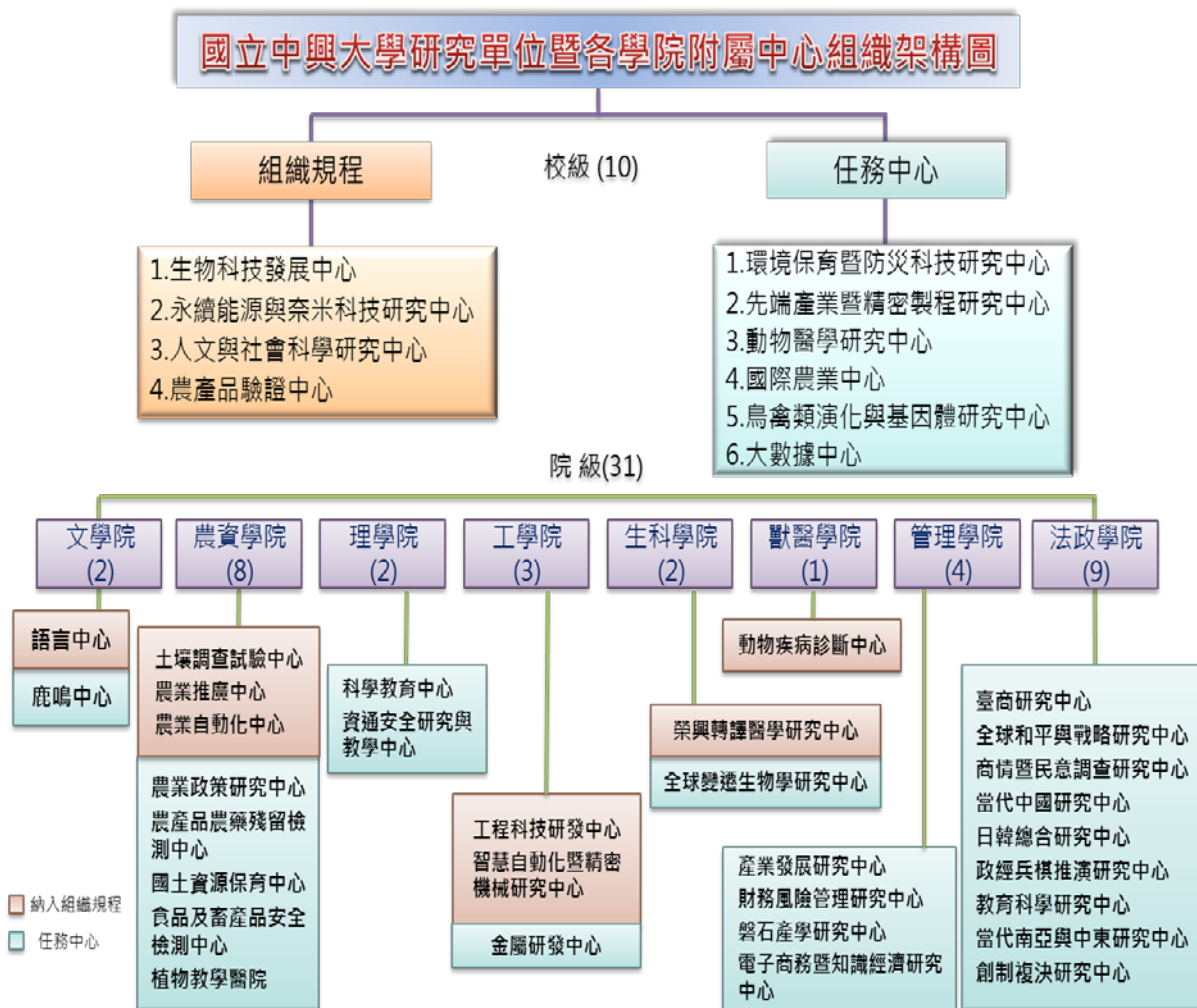 國立中興大學研究單位暨各學院附屬中心組織架構圖
組織規程
校級 (10)
任務中心
1.生物科技發展中心
2.永續能源與奈米科技研究中心
3.人文與社會科學研究中心
4.農產品驗證中心
1.環境保育暨防災科技研究中心
2.先端產業暨精密製程研究中心
3.動物醫學研究中心
4.國際農業中心
5.鳥禽類演化與基因體研究中心
6.大數據中心
院 級(31)
文學院
(2)
農資學院
(8)
理學院
(2)
工學院
(3)
生科學院
(2)
獸醫學院
(1)
管理學院
(4)
法政學院
(9)
語言中心
鹿鳴中心
土壤調查試驗中心
農業推廣中心
農業自動化中心
農業政策研究中心
農產品農藥殘留檢
測中心
國土資源保育中心
食品及畜產品安全
檢測中心
植物教學醫院
科學教育中心
資通安全研究與
教學中心
工程科技研發中心
智慧自動化暨精密
機械研究中心
金屬研發中心
榮興轉譯醫學研究中心
全球變遷生物學研究中心
動物疾病診斷中心
產業發展研究中心
財務風險管理研究中心
磐石產學研究中心
電子商務暨知識經濟研究
中心
臺商研究中心
全球和平與戰略研究中心
商情暨民意調查研究中心
當代中國研究中心
日韓總合研究中心
政經兵棋推演研究中心
教育科學研究中心
當代南亞與中東研究中心
創制複決研究中心
納入組織規程
任務中心